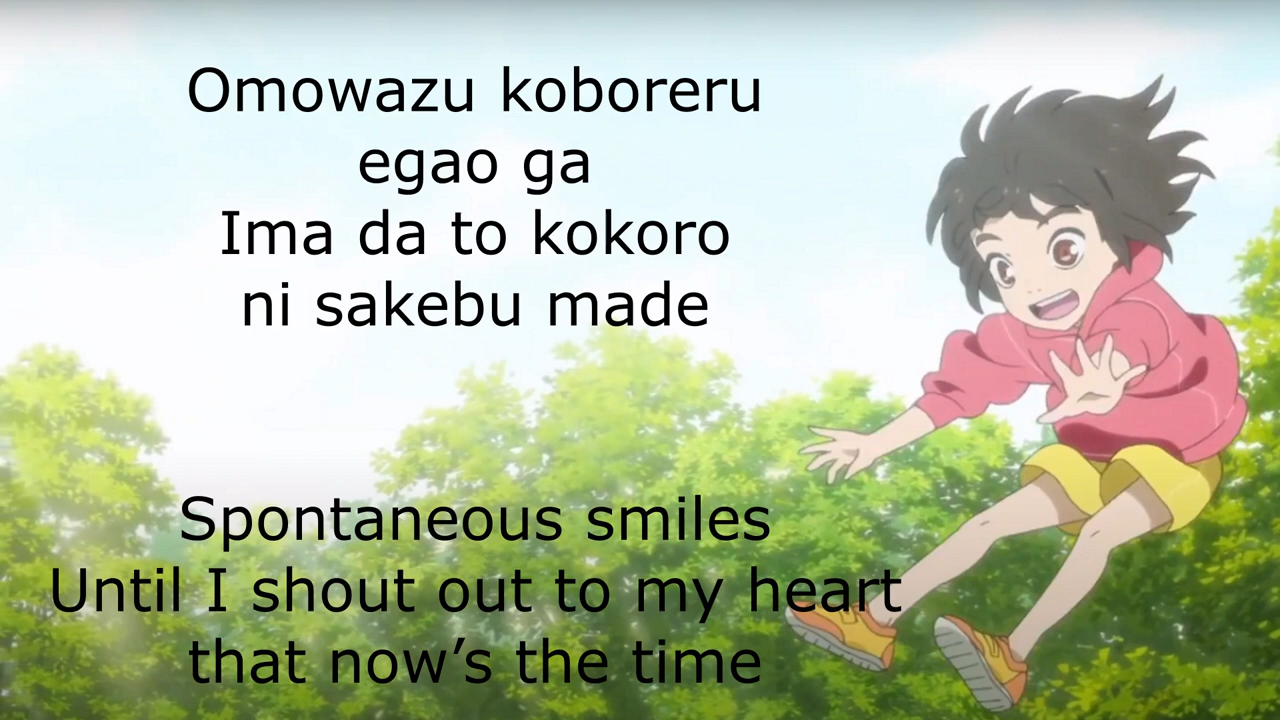 Omowazu koboreru
egao ga
Ima da to kokoro
ni sakebu made
Spontaneous smiles
Until I shout out to my heart
that now’s the time